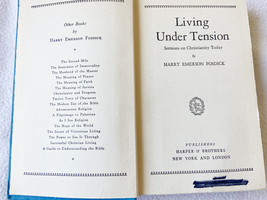 Other Books
by
HARRY EMERSON FOSDICK
The Second Mile
The Assurance of Immortality
The Manhood of the Master
The Meaning of Prayer
The Meaning of Faith
The Meaning of Service
Christianity and Progress
Twelve Tests of Character
The Modern Use of the Bible
Adventurous Religion
A Pilgrimage to Palestine
As I See Religion
The Hope of the World
The Secret of Victorious Living
The Power to See It Through
Successful Christian Living
A Guide to Understanding the Bible
Living
Under Tension
Sermons on Christianity Today
By HARRY EMERSON FOSDICK
PUBLISHERS
HARPER & BROTHERS
NEW YORK AND LONDON